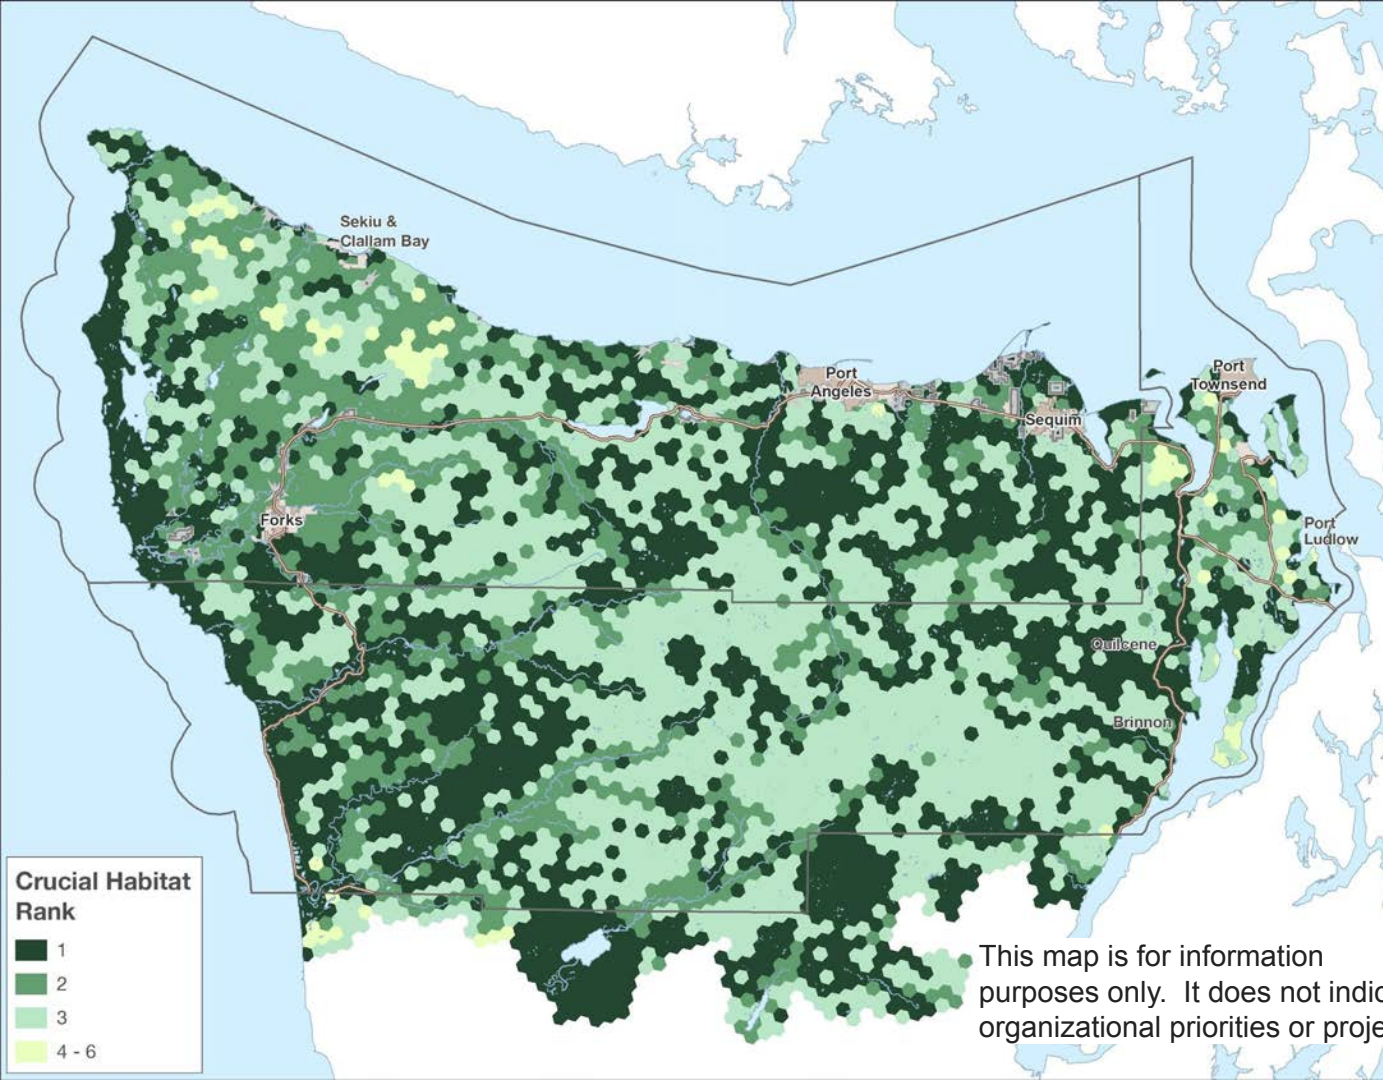 Sekiu &
Clallam Bay
Port
Angeles
Port
Townsend
Sequim
Forks
Port
Ludlow
Quilcene
Brinnon
Crucial Habitat
Rank
1
2
3
4 - 6
This map is for information
purposes only. It does not indic
organizational priorities or proje